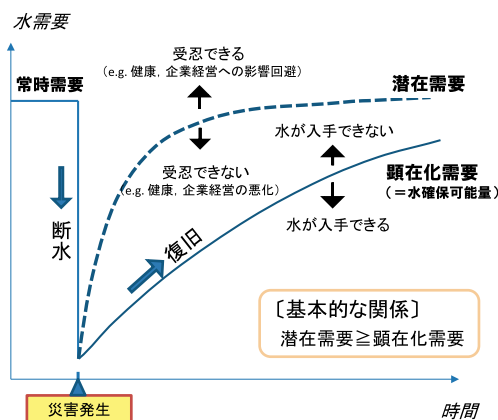 水需要
常時需要
受忍できる
(e.g. 健康，企業経営への影響回避)
潜在需要
水が入手できない
受忍できない
(e.g. 健康，企業経営の悪化)
顕在化需要
(＝水確保可能量)
水が入手できる
断水
復旧
〔基本的な関係〕
潜在需要≧顕在化需要
災害発生
時間